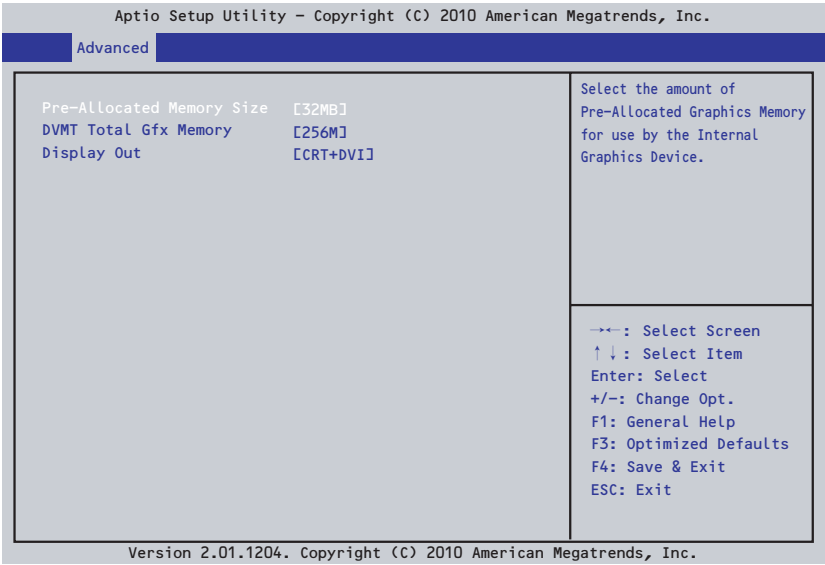 Aptio Setup Utility – Copyright (C) 2010 American Megatrends, Inc.
Advanced
Pre-Allocated Memory Size [32MB]
DVMT Total Gfx Memory [256M]
Display Out [CRT+DVI]
Select the amount of
Pre-Allocated Graphics Memory
for use by the Internal
Graphics Device.
→←: Select Screen
↑↓: Select Item
Enter: Select
+/-: Change Opt.
F1: General Help
F3: Optimized Defaults
F4: Save & Exit
ESC: Exit
Version 2.01.1204. Copyright (C) 2010 American Megatrends, Inc.